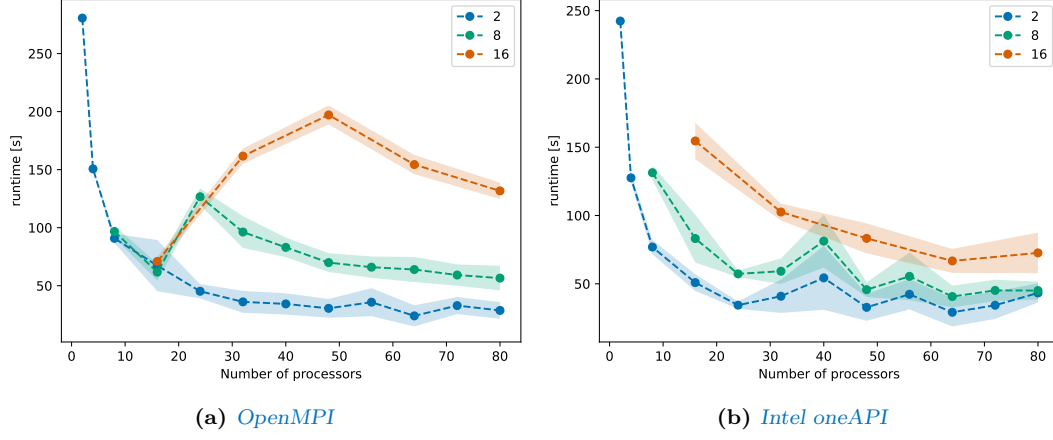 2
8
16
250
200
150
100
50
runtime [s]
0 10 20 30 40 50 60 70 80
Number of processors
(a) OpenMPI
2
8
16
250
200
150
100
50
runtime [s]
0 10 20 30 40 50 60 70 80
Number of processors
(b) Intel oneAPI